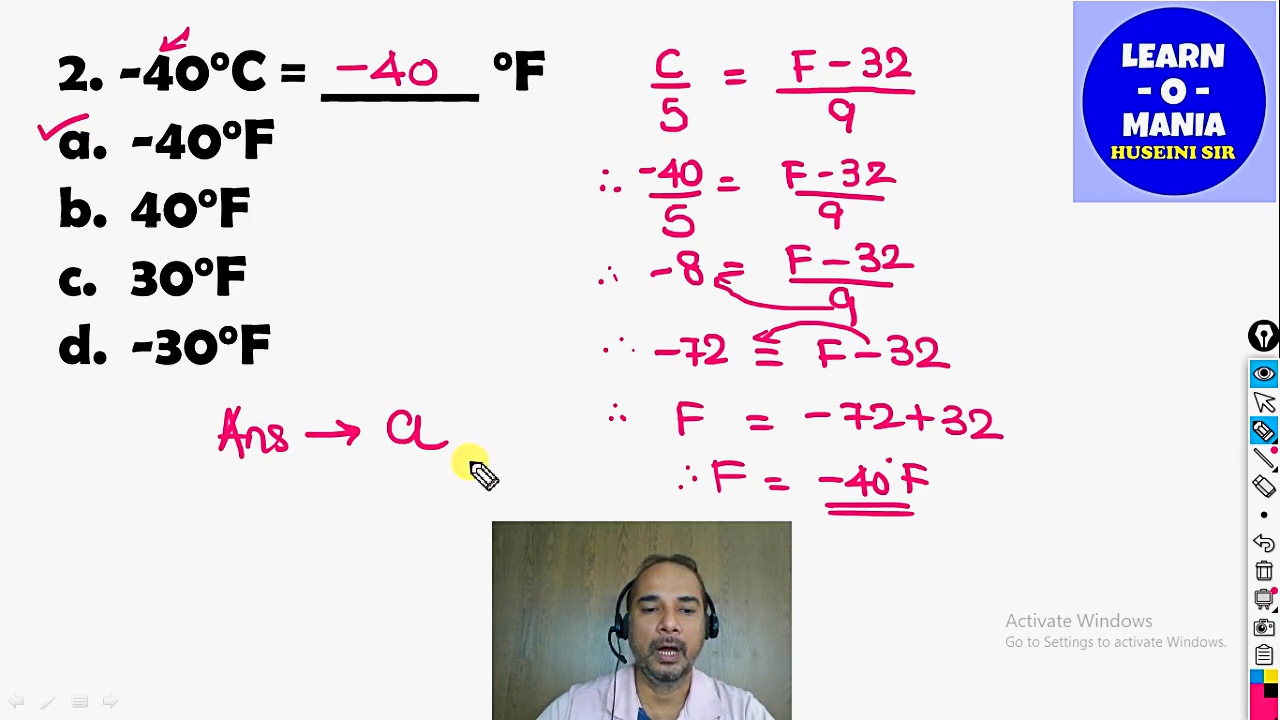 2. -40°C = -40 °F
a. -40°F
b. 40°F
c. 30°F
d. -30°F
Ans → a
C/5 = F-32/9
∴ -40/5 = F-32/9
∴ -8 = F-32/9
∴ -72 = F-32
∴ F = -72+32
∴ F = -40°F
LEARN
-O-
MANIA
HUSEINI SIR
Activate Windows
Go to Settings to activate Windows.